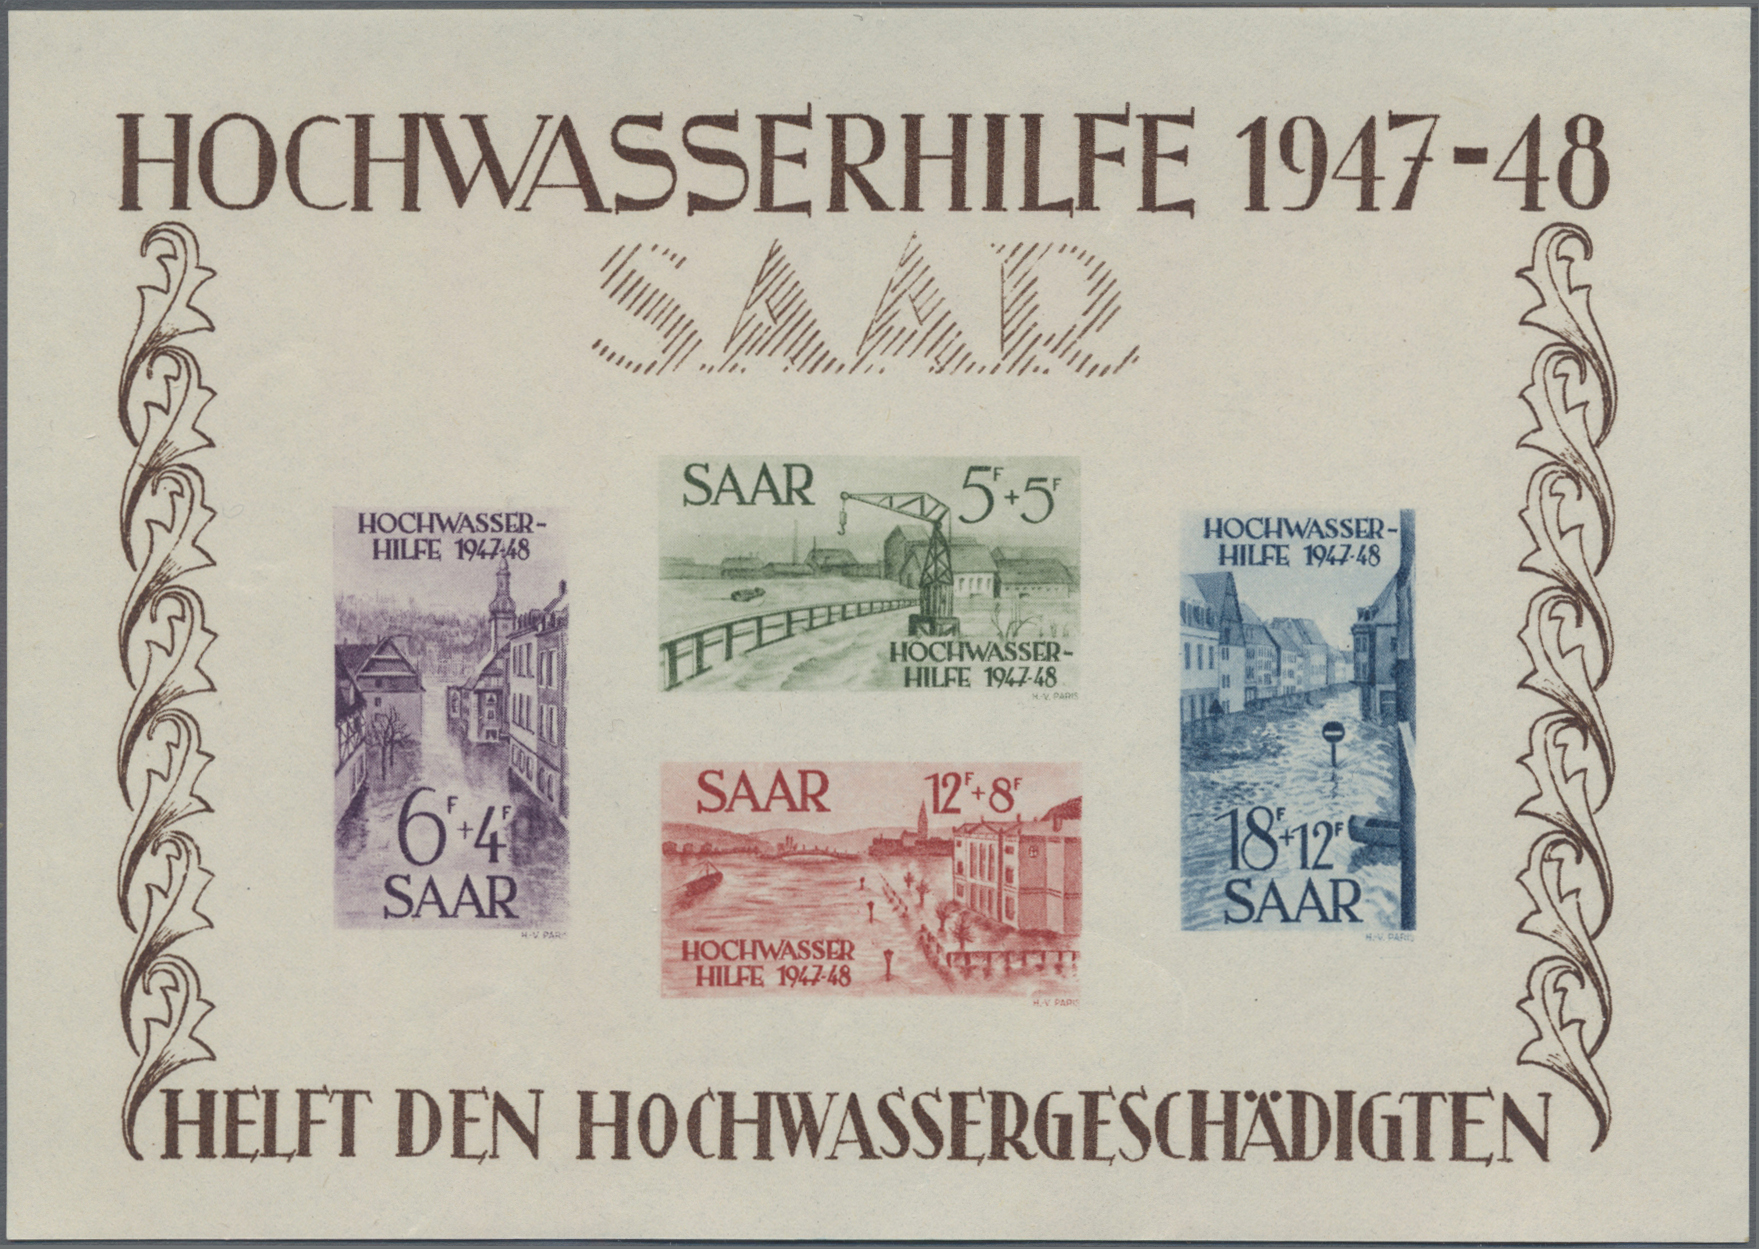 HOCHWASSERHILFE 1947-48
SAAR
HOCHWASSER-
HILFE 1947-48
6F+4F
SAAR
H.-V. PARIS
SAAR 5F+5F
HOCHWASSER-
HILFE 1947-48
H.-V. PARIS
SAAR 12F+8F
HOCHWASSER
HILFE 1947-48
H.-V. PARIS
HOCHWASSER-
HILFE 1947-48
18F+12F
SAAR
H.-V. PARIS
HELFT DEN HOCHWASSERGESCHÄDIGTEN